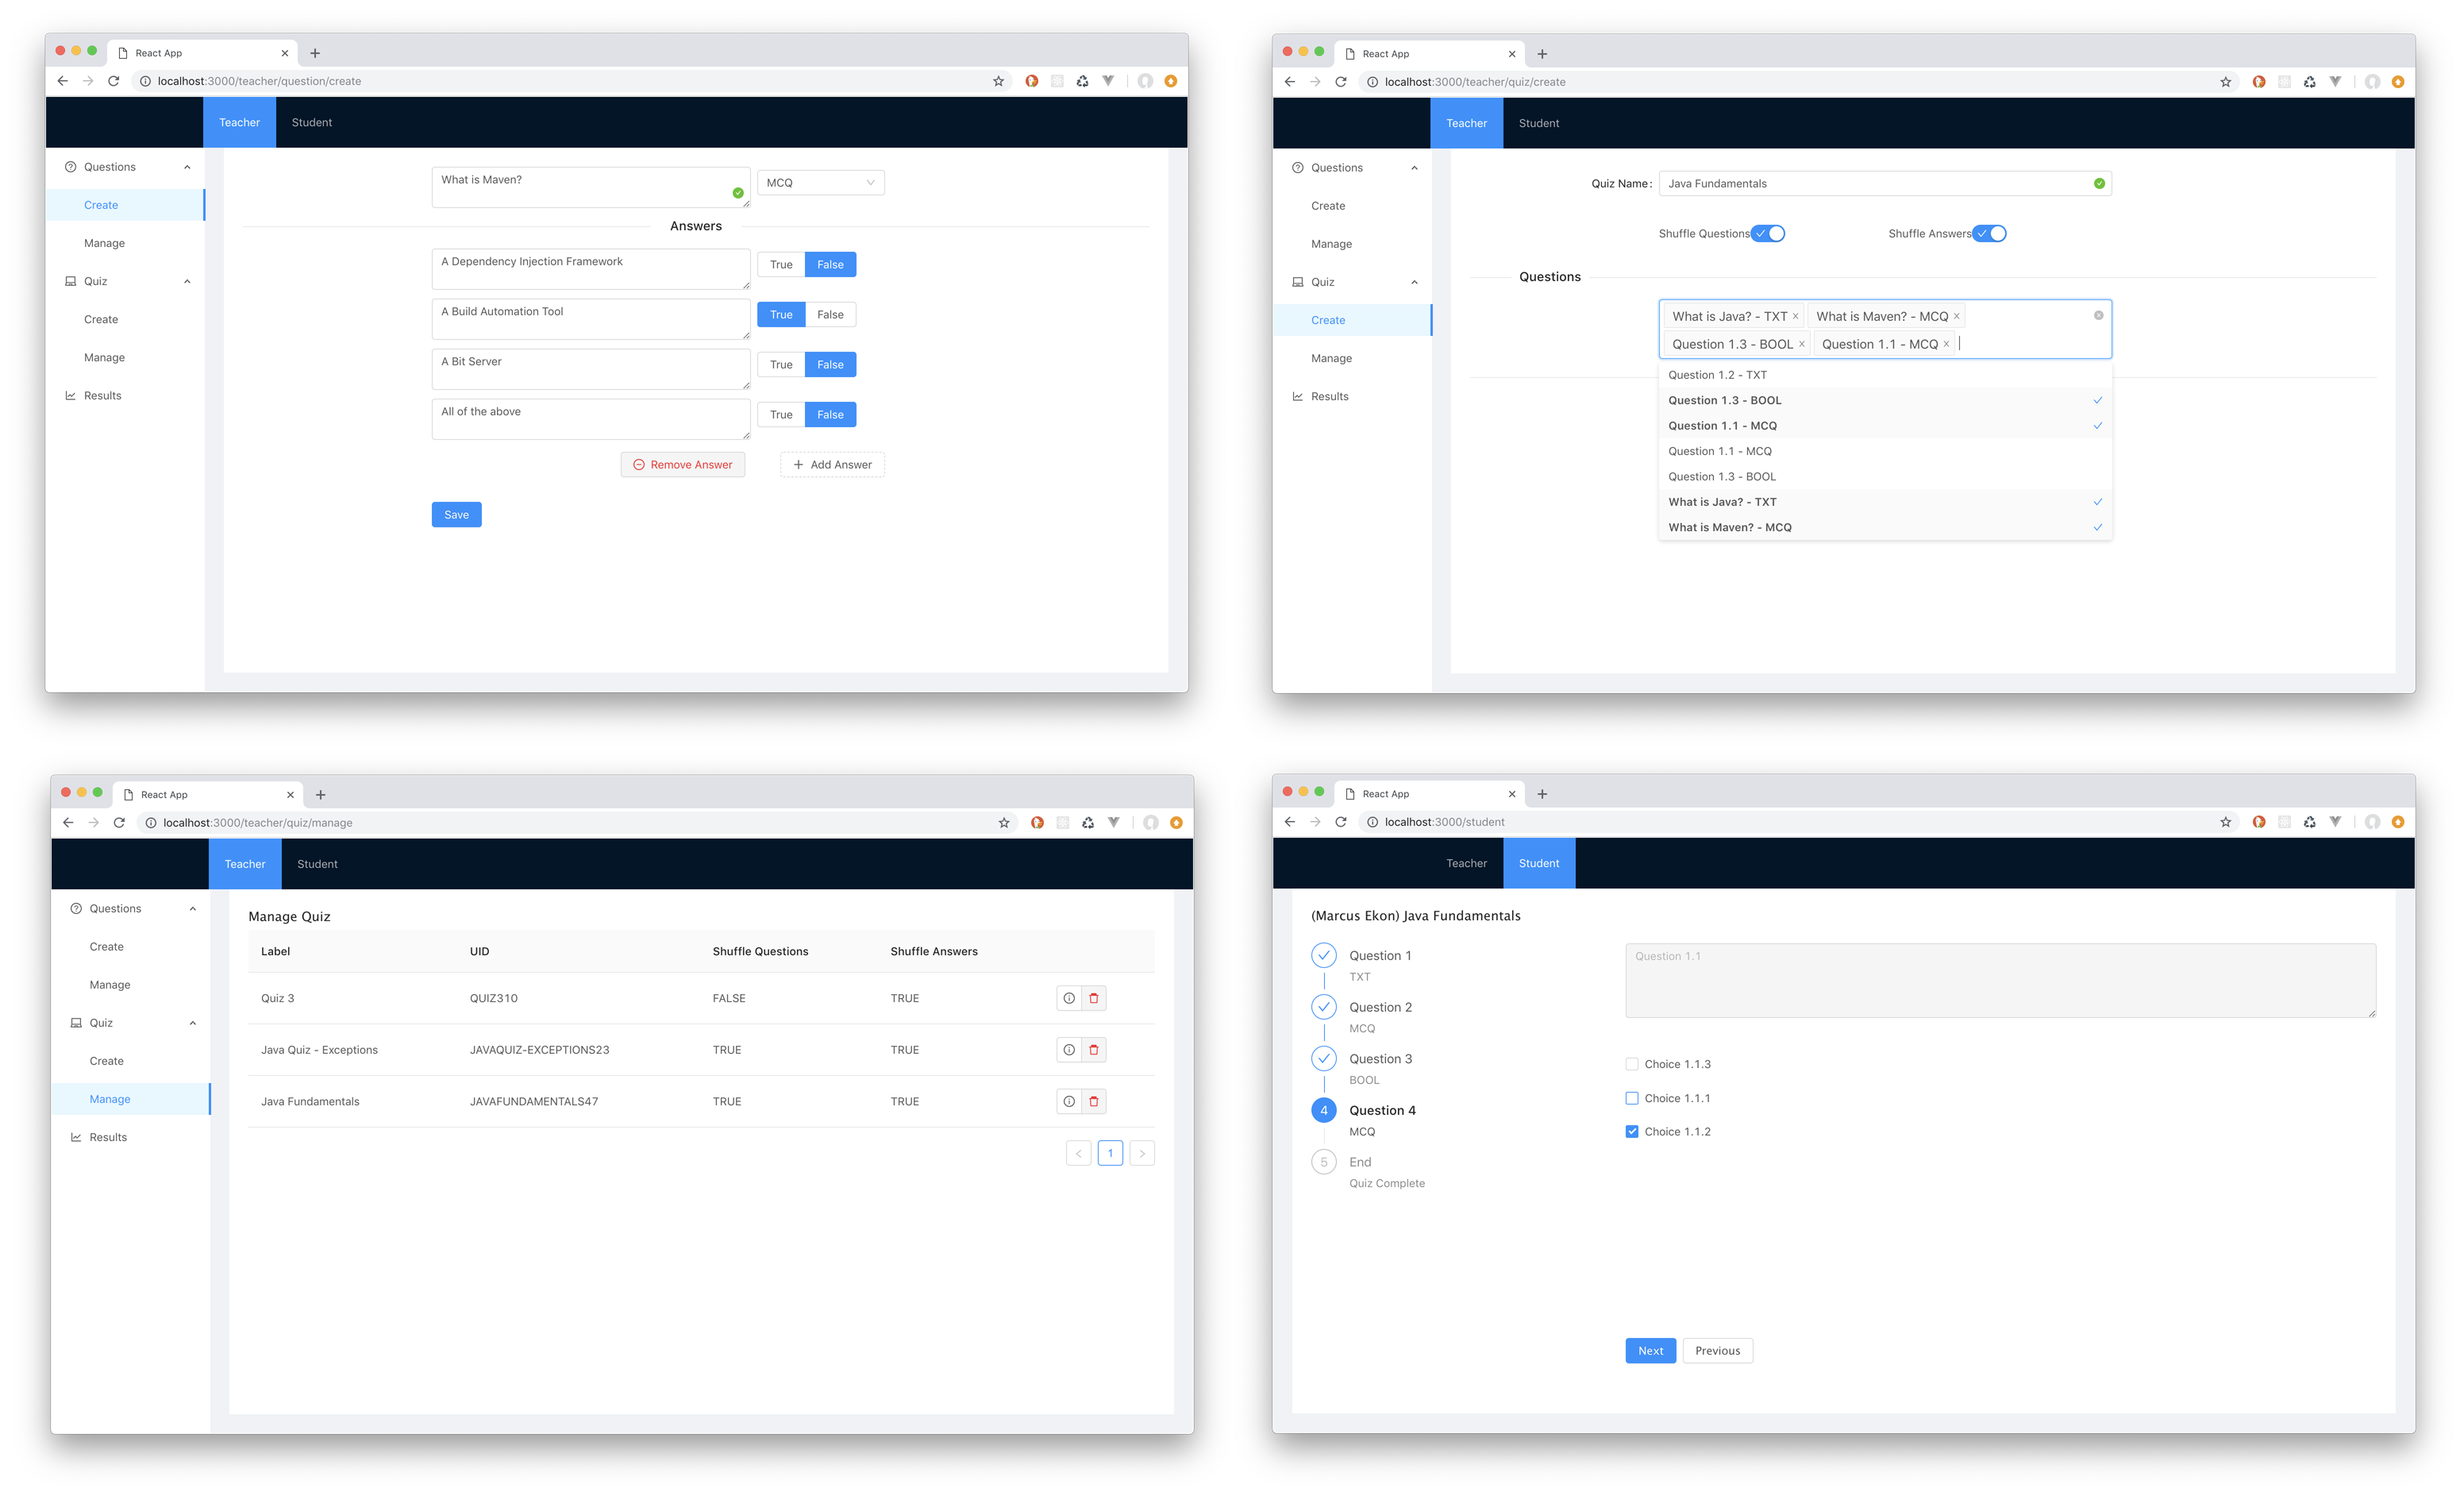 React App
localhost:3000/teacher/question/create
Teacher Student
Questions
Create
Manage
Quiz
Create
Manage
Results
What is Maven? MCQ
Answers
A Dependency Injection Framework True False
A Build Automation Tool True False
A Bit Server True False
All of the above True False
Remove Answer Add Answer
Save
React App
localhost:3000/teacher/quiz/create
Teacher Student
Questions
Create
Manage
Quiz
Create
Manage
Results
Quiz Name: Java Fundamentals
Shuffle Questions Shuffle Answers
Questions
What is Java? - TXT What is Maven? - MCQ
Question 1.3 - BOOL Question 1.1 - MCQ
Question 1.2 - TXT
Question 1.3 - BOOL
Question 1.1 - MCQ
Question 1.1 - MCQ
Question 1.3 - BOOL
What is Java? - TXT
What is Maven? - MCQ
React App
localhost:3000/teacher/quiz/manage
Teacher Student
Questions
Create
Manage
Quiz
Create
Manage
Results
Manage Quiz
Label UID Shuffle Questions Shuffle Answers
Quiz 3 QUIZ310 FALSE TRUE
Java Quiz - Exceptions JAVAQUIZ-EXCEPTIONS23 TRUE TRUE
Java Fundamentals JAVAFUNDAMENTALS47 TRUE TRUE
< 1 >
React App
localhost:3000/student
Teacher Student
(Marcus Ekon) Java Fundamentals
Question 1
TXT
Question 2
MCQ
Question 3
BOOL
4 Question 4
MCQ
5 End
Quiz Complete
Question 1.1
Choice 1.1.3
Choice 1.1.1
Choice 1.1.2
Next Previous